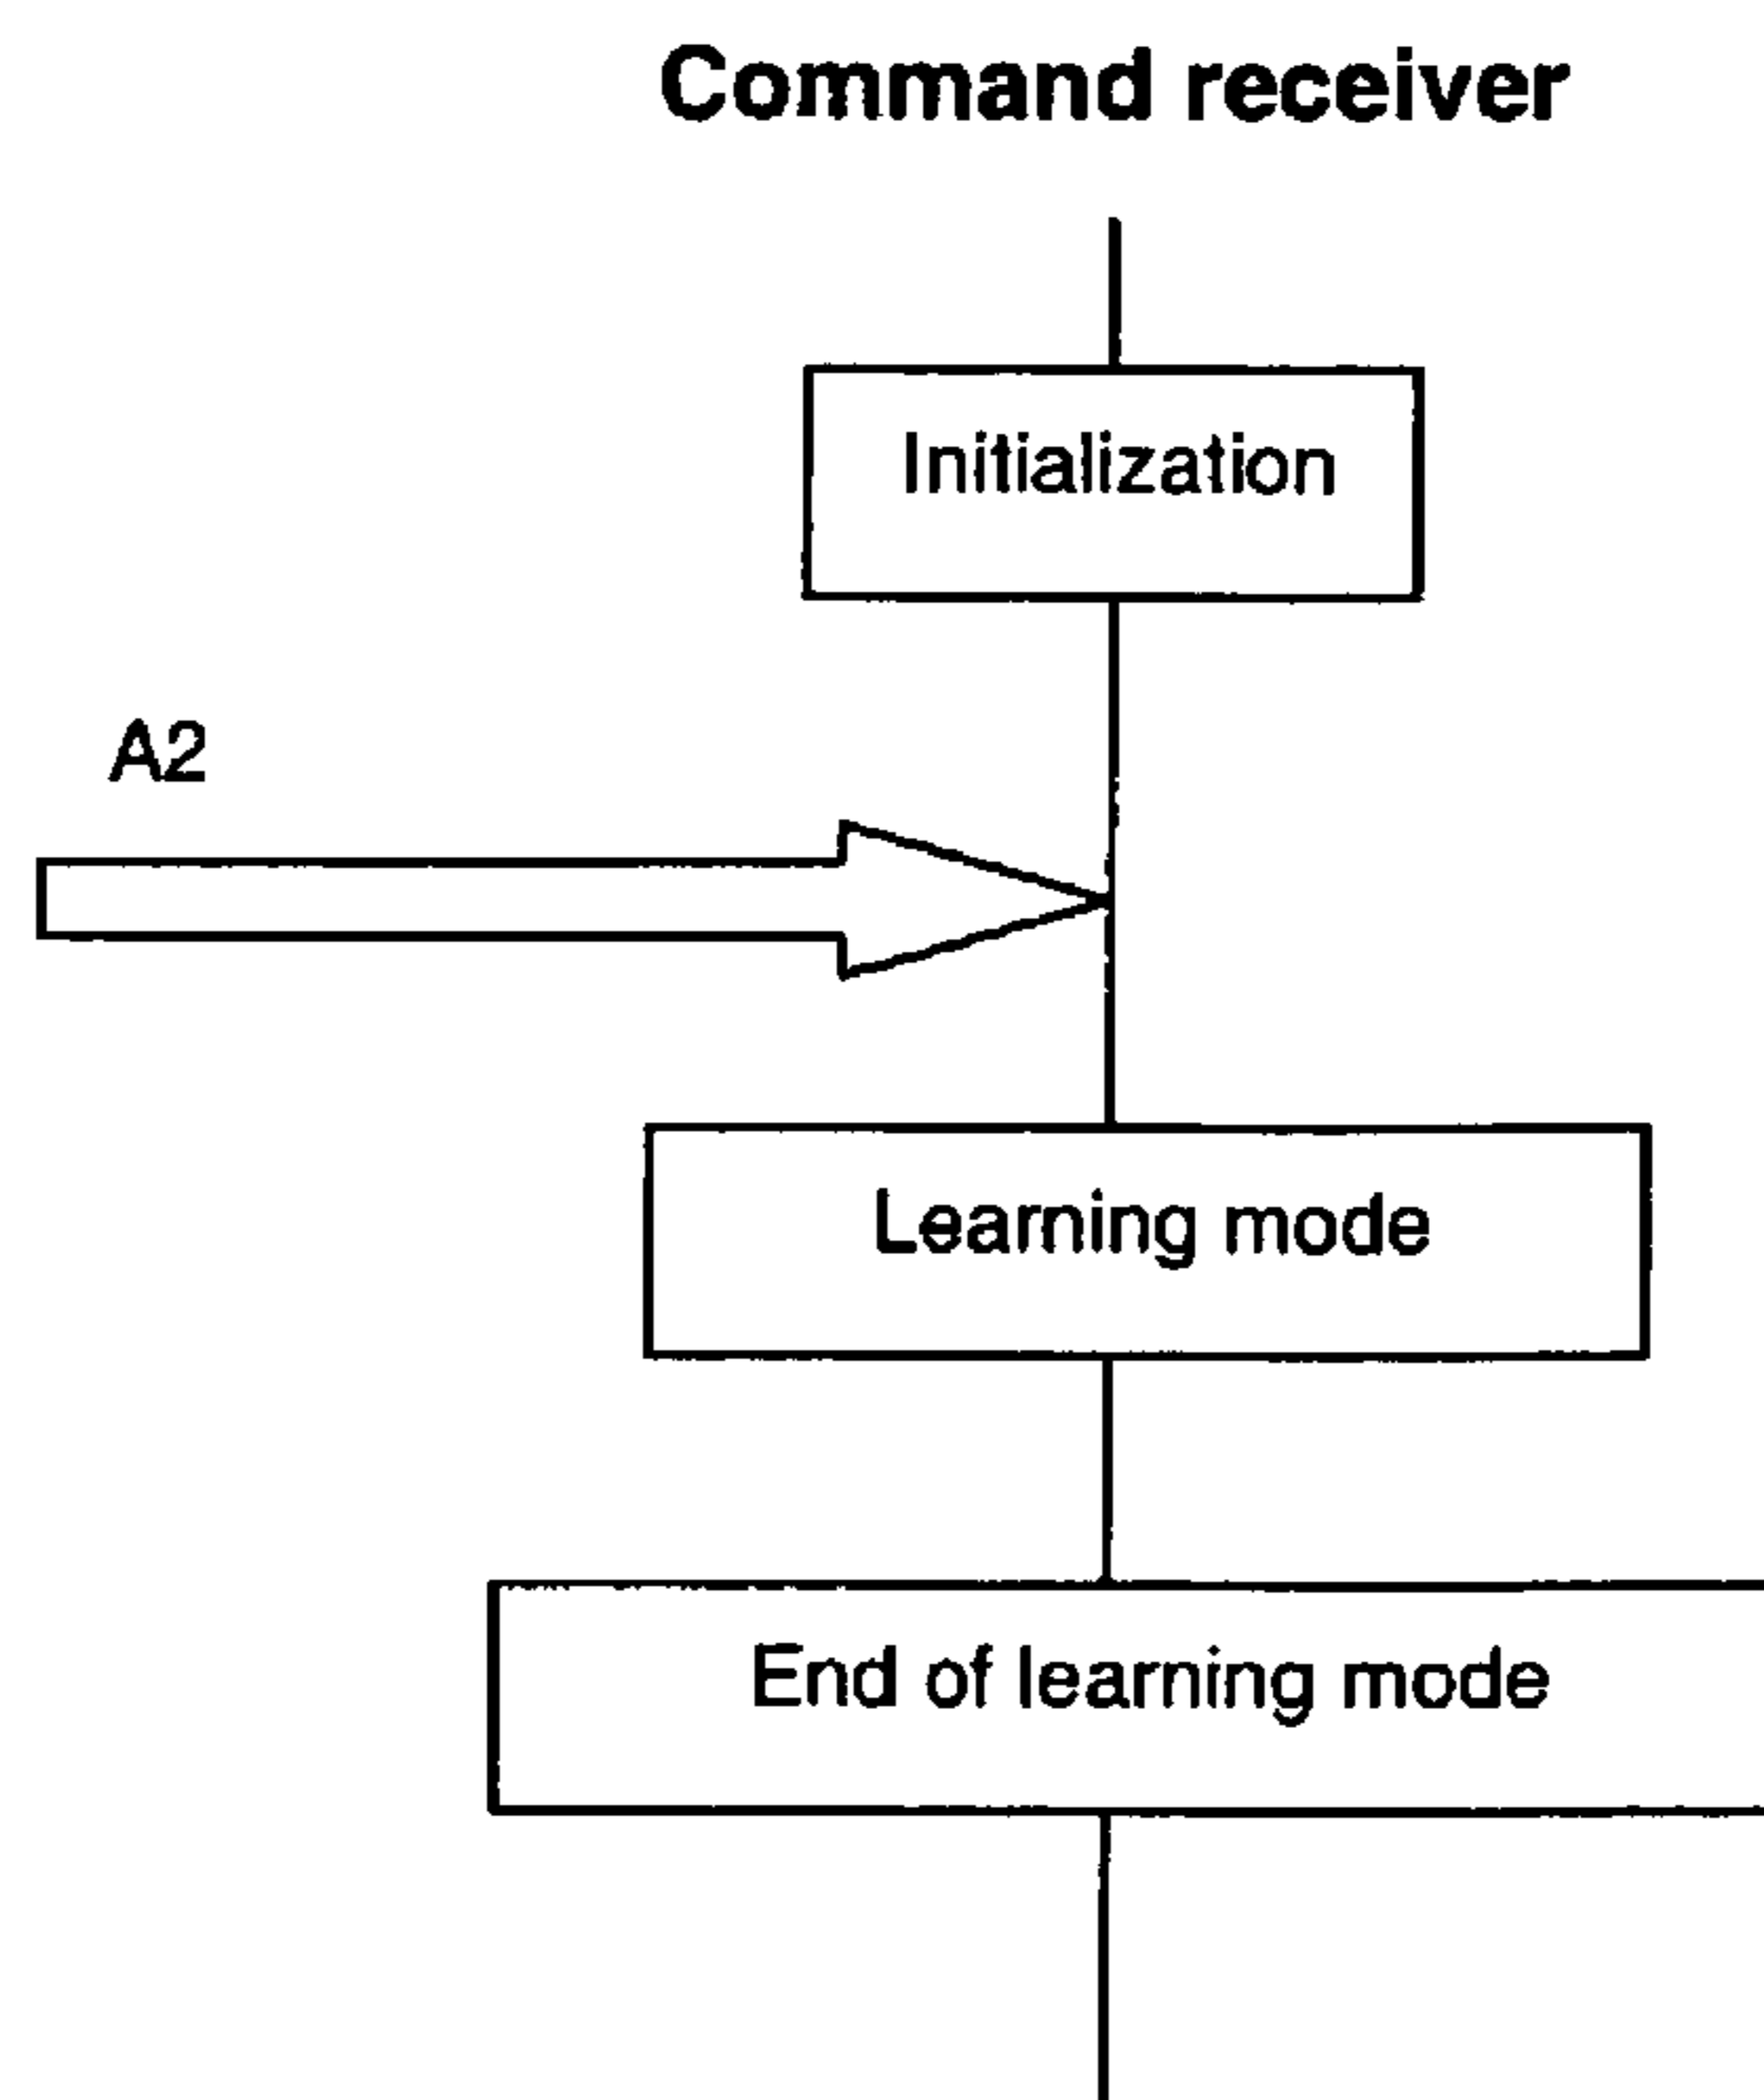 Command receiver
Initialization
A2
Learning mode
End of learning mode